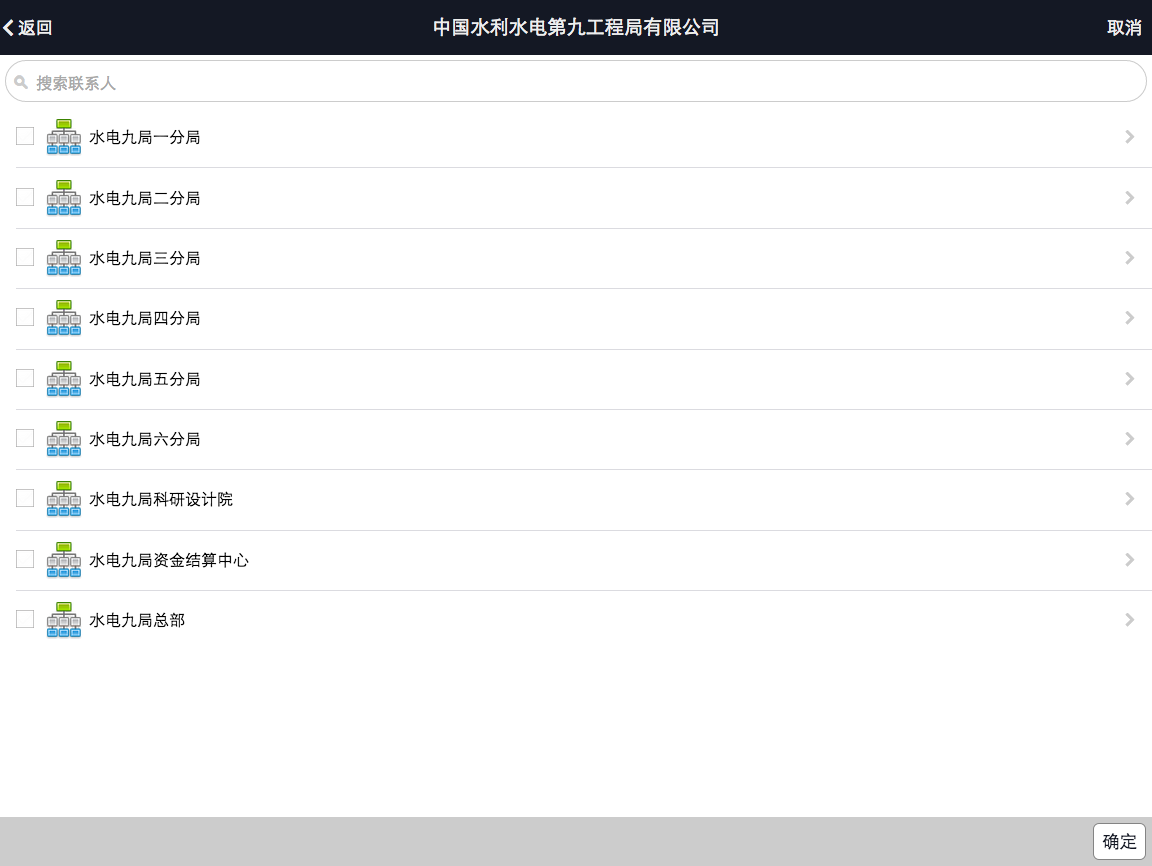 返回
中国水利水电第九工程局有限公司
取消
搜索联系人
水电九局一分局
水电九局二分局
水电九局三分局
水电九局四分局
水电九局五分局
水电九局六分局
水电九局科研设计院
水电九局资金结算中心
水电九局总部
确定